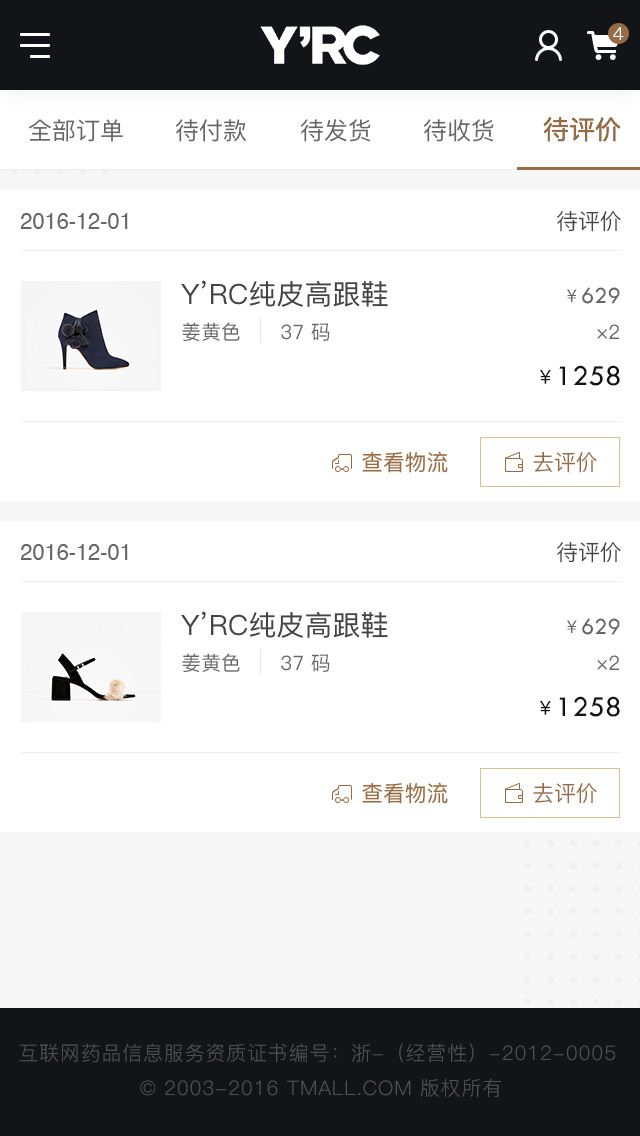 Y’RC
4
全部订单 待付款 待发货 待收货 待评价
2016-12-01 待评价
Y’RC纯皮高跟鞋 ¥629
姜黄色 37 码 ×2
¥1258
查看物流 去评价
2016-12-01 待评价
Y’RC纯皮高跟鞋 ¥629
姜黄色 37 码 ×2
¥1258
查看物流 去评价
互联网药品信息服务资质证书编号：浙-（经营性）-2012-0005
© 2003-2016 TMALL.COM 版权所有